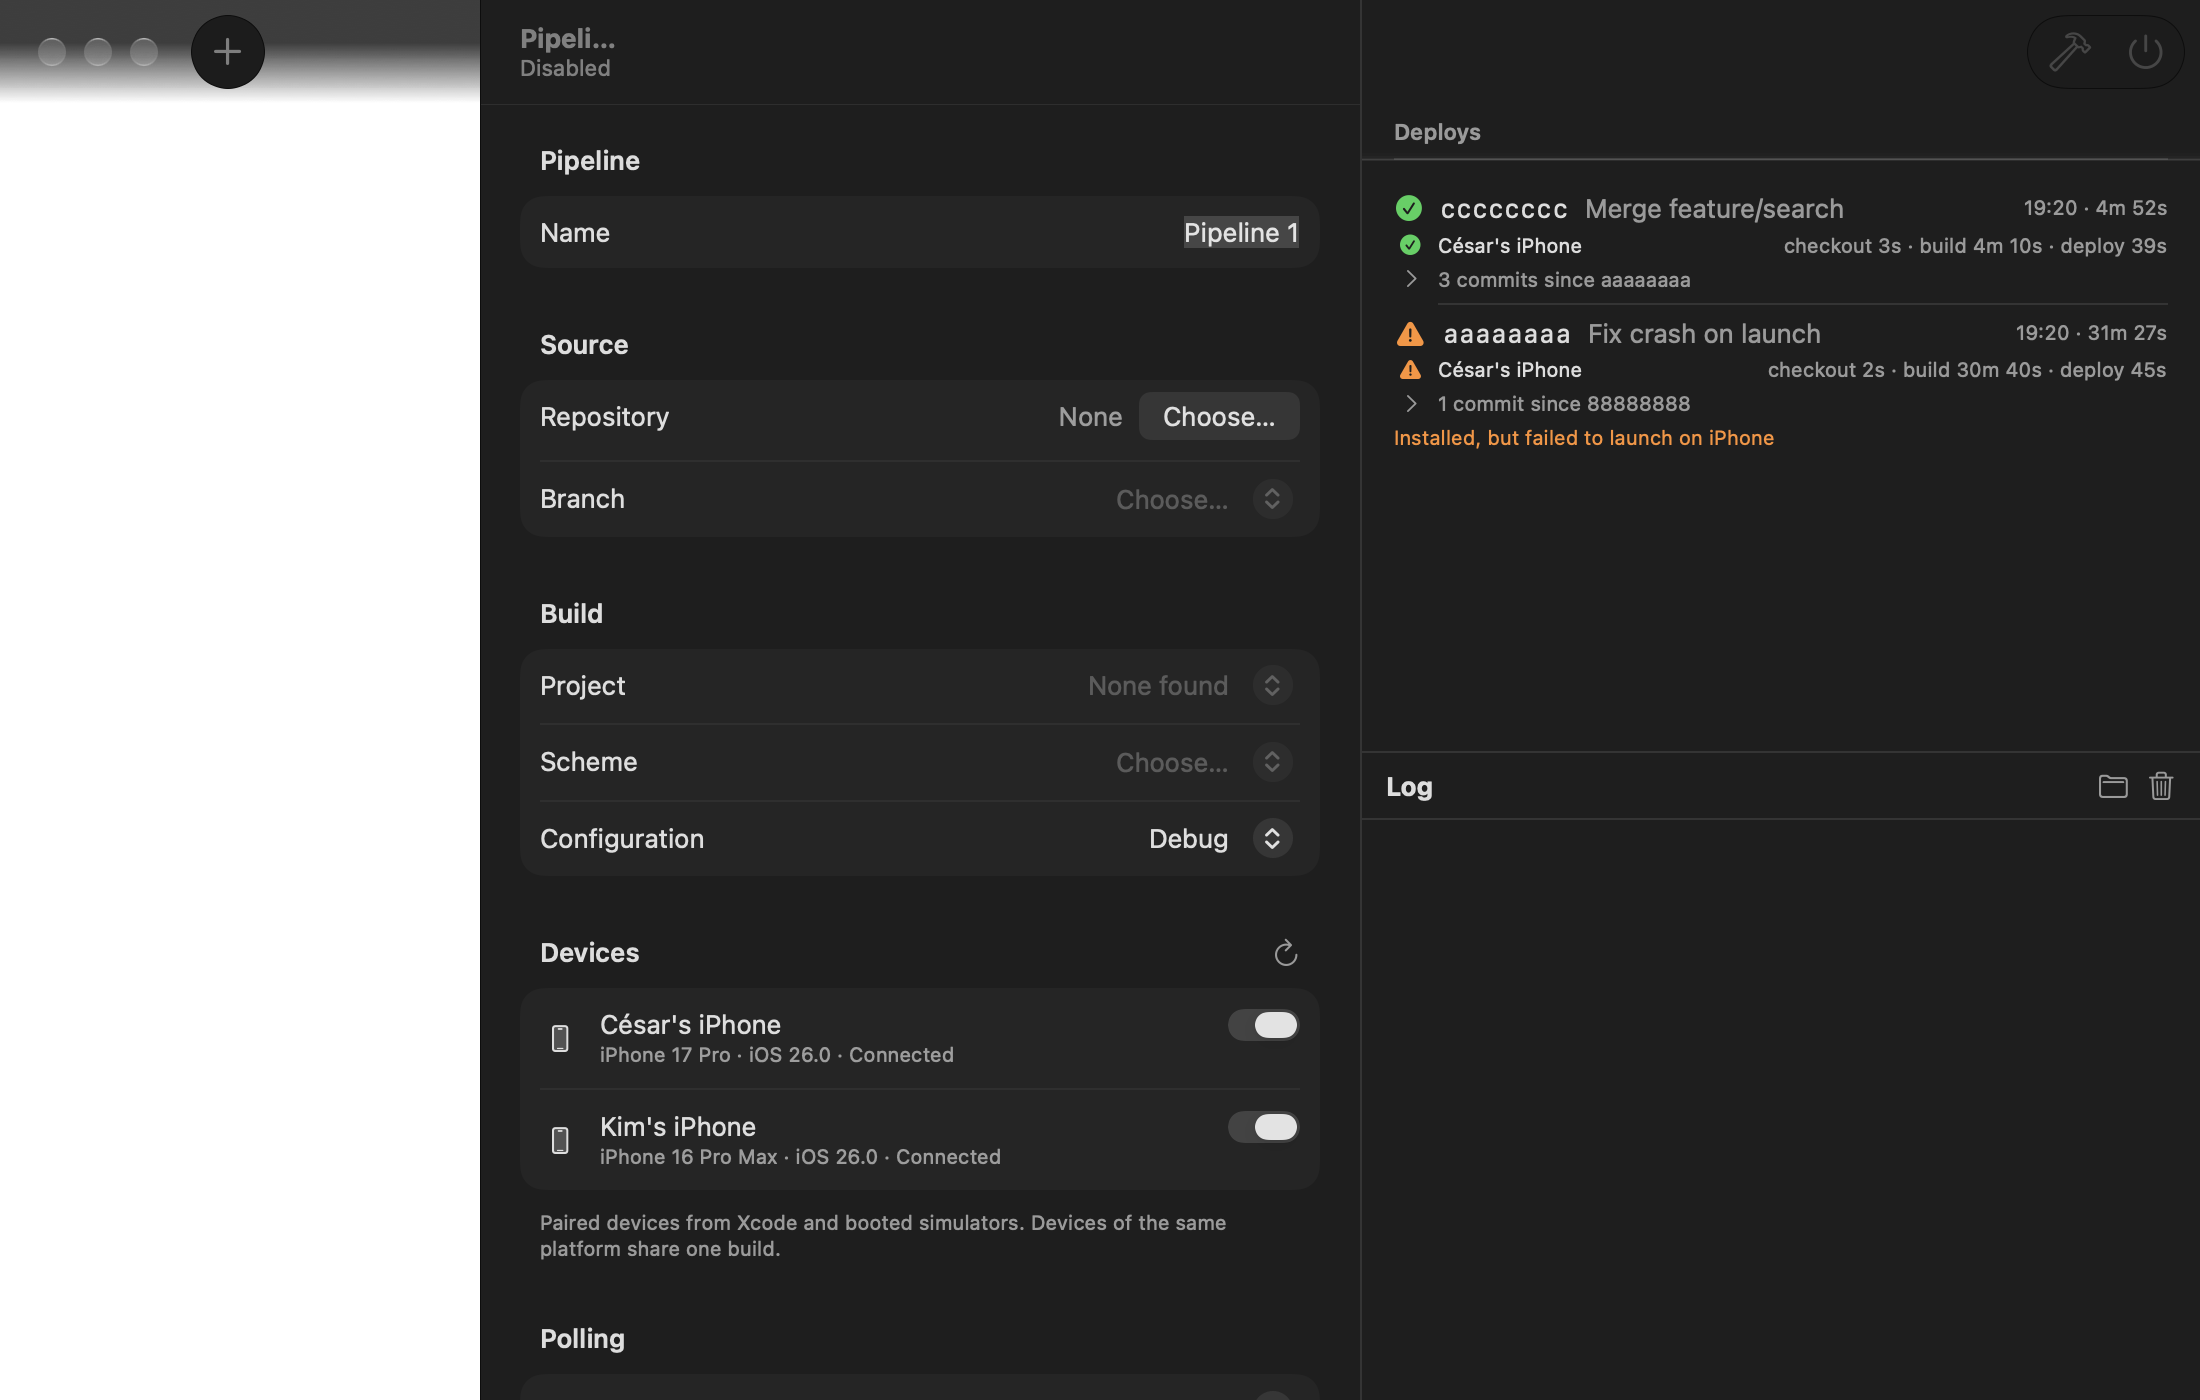 Pipeli...
Disabled
Pipeline
Name Pipeline 1
Source
Repository None Choose...
Branch Choose...
Build
Project None found
Scheme Choose...
Configuration Debug
Devices
César's iPhone
iPhone 17 Pro · iOS 26.0 · Connected
Kim's iPhone
iPhone 16 Pro Max · iOS 26.0 · Connected
Paired devices from Xcode and booted simulators. Devices of the same
platform share one build.
Polling
Deploys
cccccccc Merge feature/search 19:20 · 4m 52s
César's iPhone checkout 3s · build 4m 10s · deploy 39s
3 commits since aaaaaaaa
aaaaaaaa Fix crash on launch 19:20 · 31m 27s
César's iPhone checkout 2s · build 30m 40s · deploy 45s
1 commit since 88888888
Installed, but failed to launch on iPhone
Log